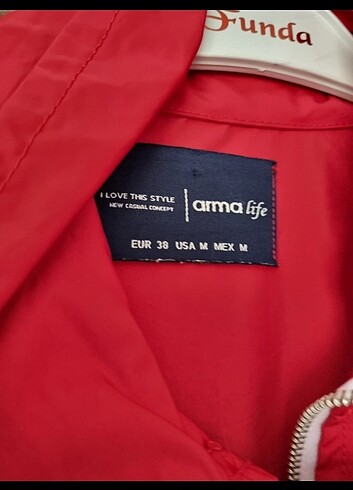 Funda
I LOVE THIS STYLE
NEW CASUAL CONCEPT
arma life
EUR 38 USA M MEX M